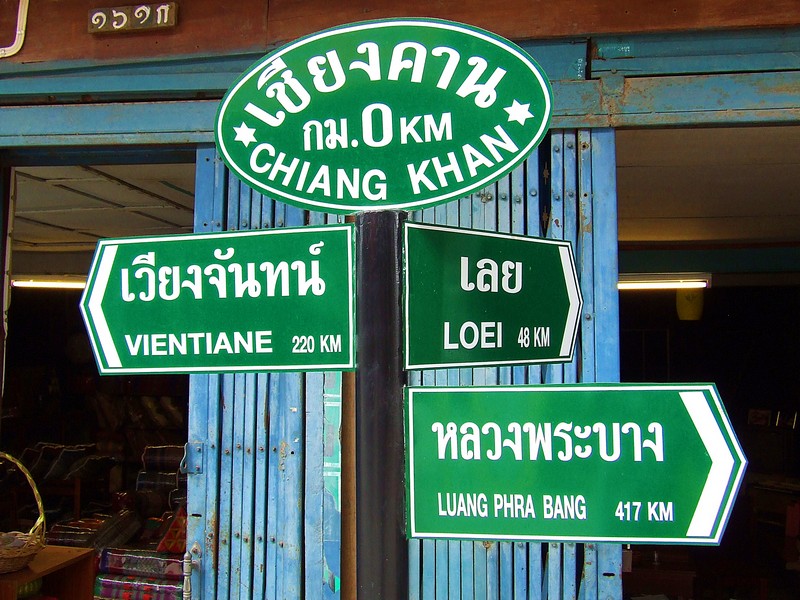 ๑๖๑ก
เชียงคาน
กม.0KM
CHIANG KHAN
เวียงจันทน์
VIENTIANE 220 KM
เลย
LOEI 48 KM
หลวงพระบาง
LUANG PHRA BANG 417 KM